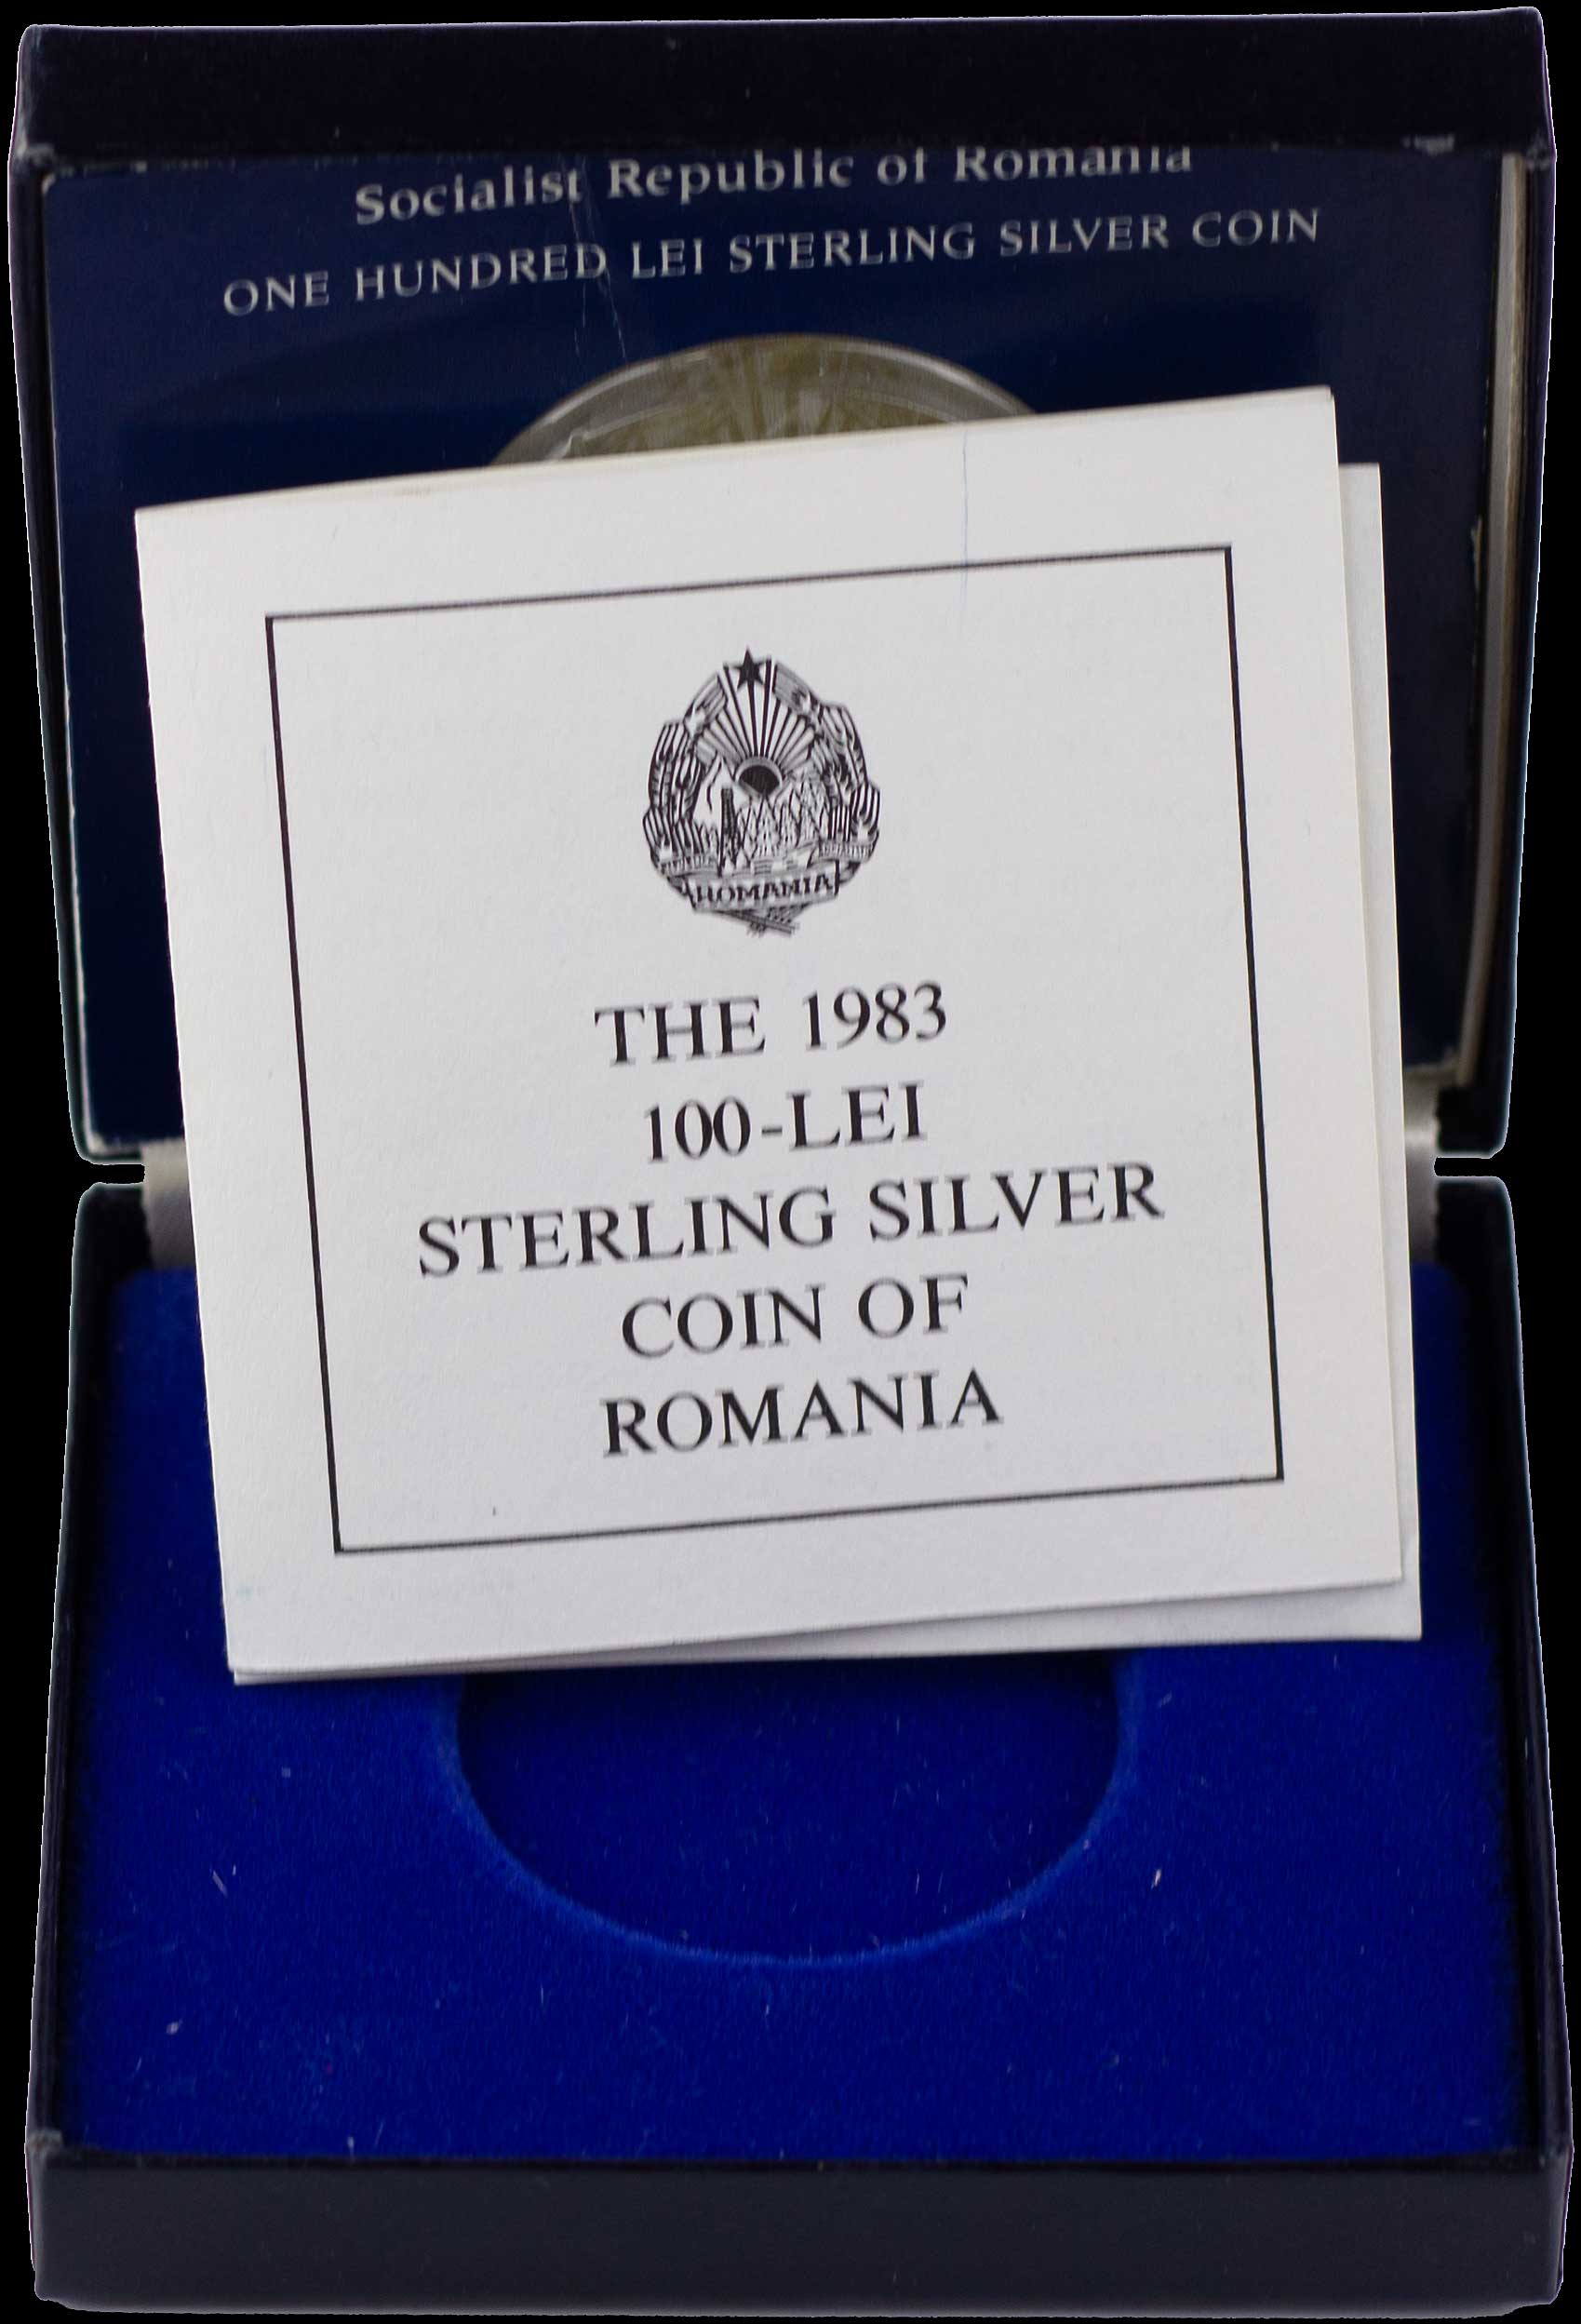 Socialist Republic of Romania
ONE HUNDRED LEI STERLING SILVER COIN
ROMANIA
THE 1983
100-LEI
STERLING SILVER
COIN OF
ROMANIA